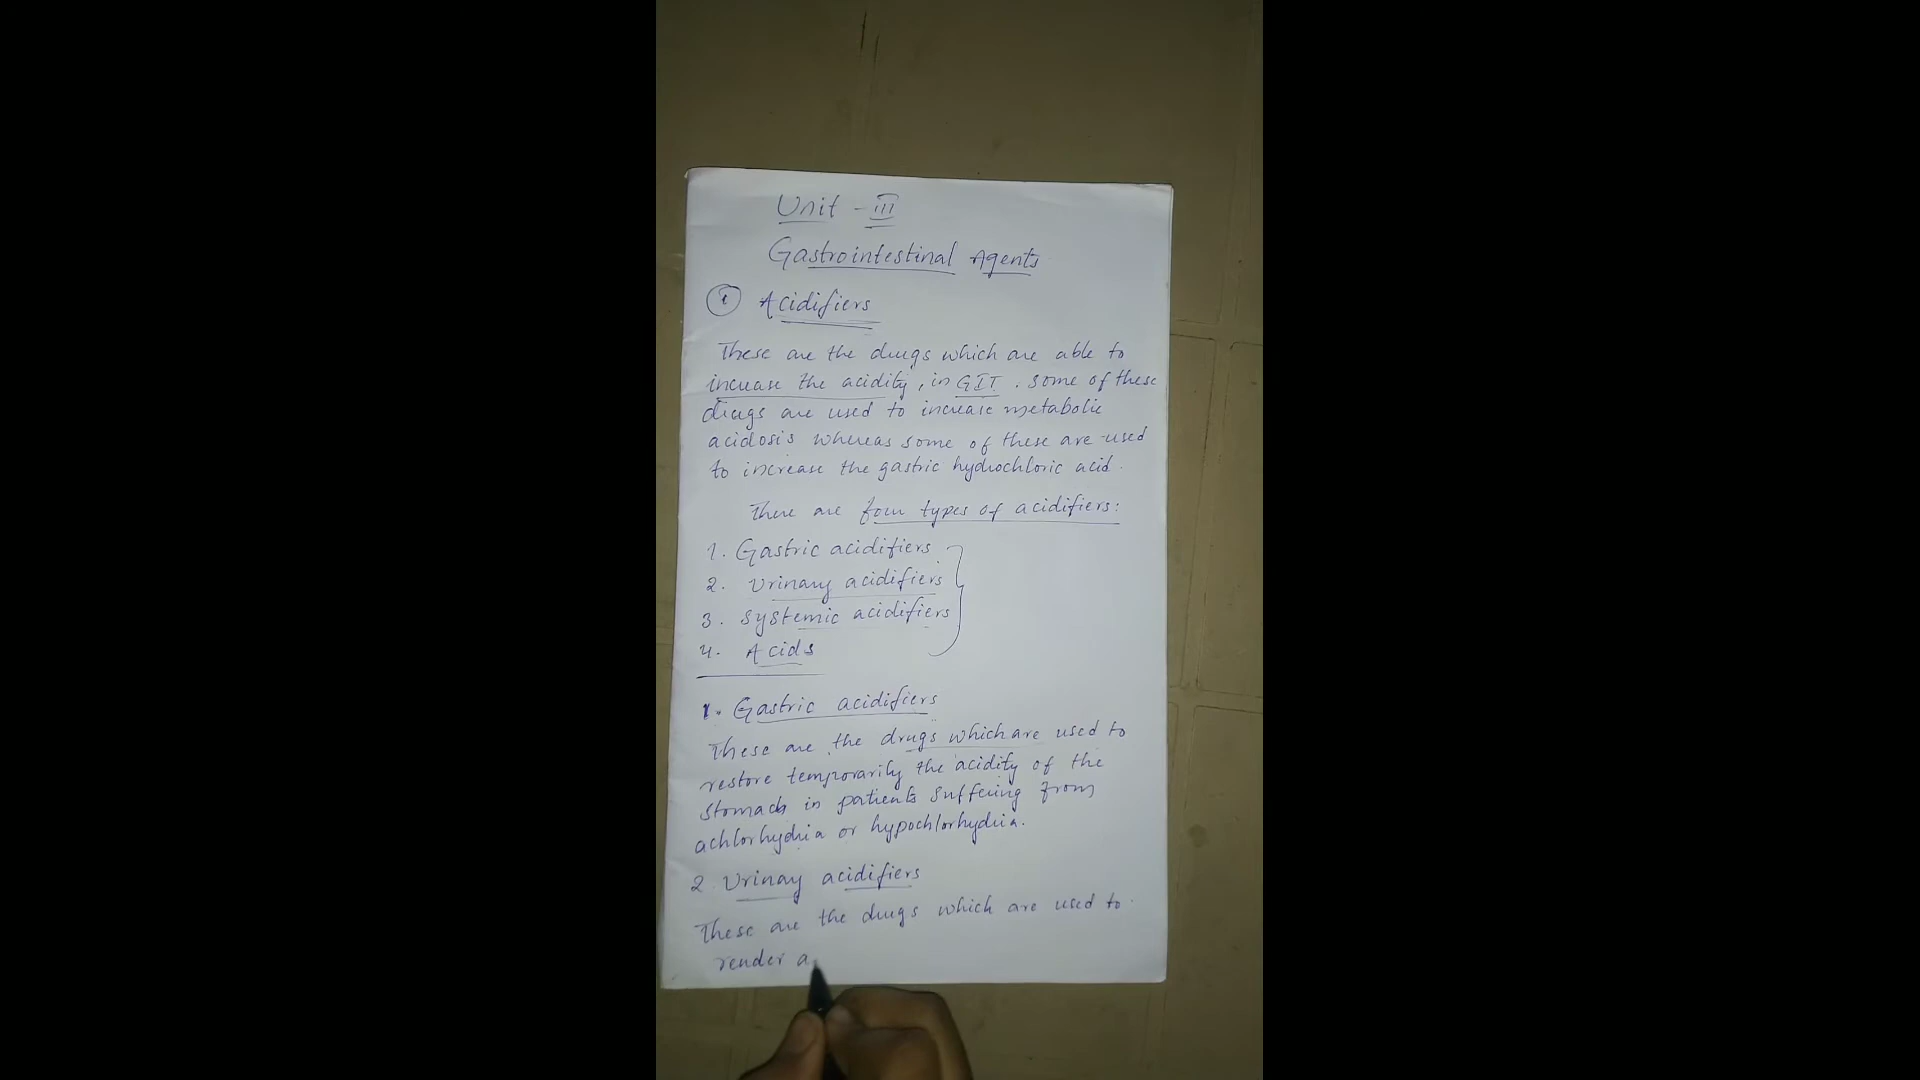 Unit - III
Gastrointestinal Agents
1 Acidifiers
These are the drugs which are able to
increase the acidity, in GIT. Some of these
drugs are used to increase metabolic
acidosis whereas some of these are used
to increase the gastric hydrochloric acid.
There are four types of acidifiers:
1. Gastric acidifiers
2. Urinary acidifiers
3. Systemic acidifiers
4. Acids
1. Gastric acidifiers
These are the drugs which are used to
restore temporarily the acidity of the
stomach in patients suffering from
achlorhydria or hypochlorhydria.
2 Urinay acidifiers
These are the drugs which are used to
render a